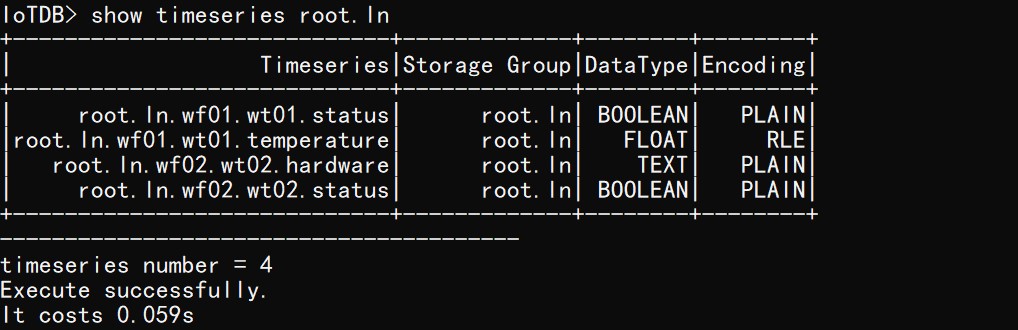 IoTDB> show timeseries root.ln
+-----------------------------+-------------+--------+--------+
|                   Timeseries|Storage Group|DataType|Encoding|
+-----------------------------+-------------+--------+--------+
|     root.ln.wf01.wt01.status|      root.ln| BOOLEAN|   PLAIN|
|root.ln.wf01.wt01.temperature|      root.ln|   FLOAT|     RLE|
|   root.ln.wf02.wt02.hardware|      root.ln|    TEXT|   PLAIN|
|     root.ln.wf02.wt02.status|      root.ln| BOOLEAN|   PLAIN|
+-----------------------------+-------------+--------+--------+
----------------------------------------
timeseries number = 4
Execute successfully.
It costs 0.059s